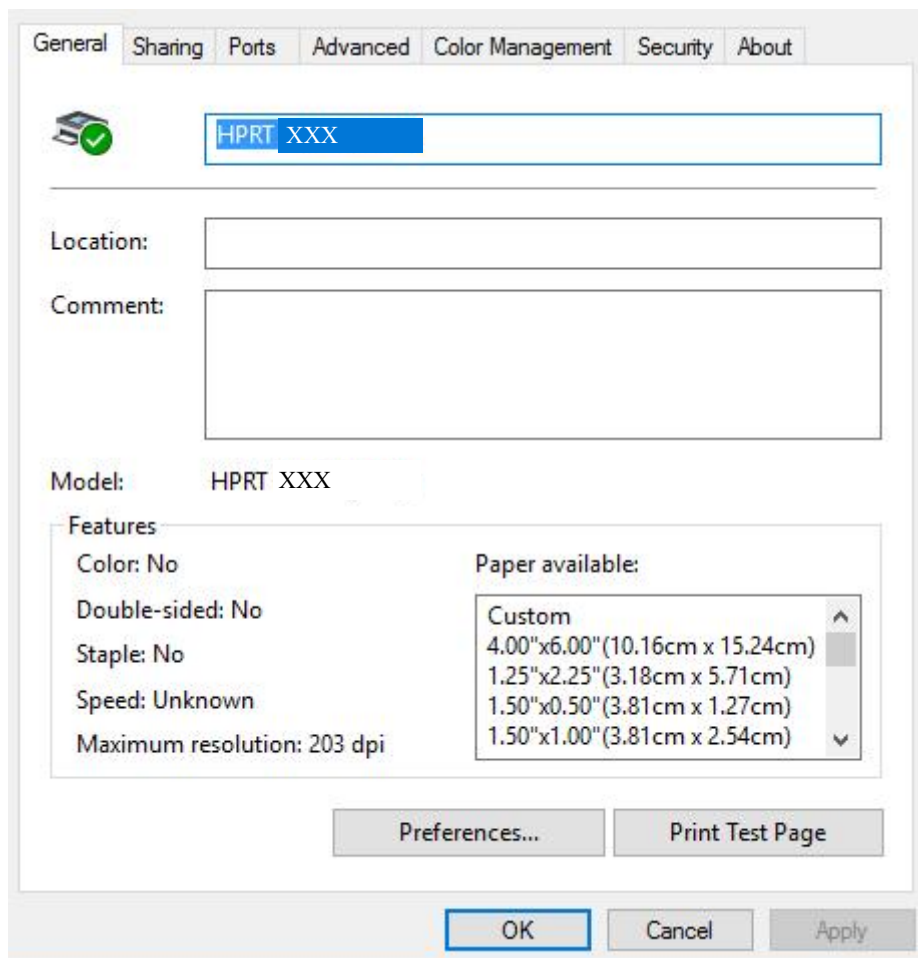 General Sharing Ports Advanced Color Management Security About
HPRT XXX
Location:
Comment:
Model: HPRT XXX
Features
Color: No
Double-sided: No
Staple: No
Speed: Unknown
Maximum resolution: 203 dpi
Paper available:
Custom
4.00"x6.00"(10.16cm x 15.24cm)
1.25"x2.25"(3.18cm x 5.71cm)
1.50"x0.50"(3.81cm x 1.27cm)
1.50"x1.00"(3.81cm x 2.54cm)
Preferences... Print Test Page
OK Cancel Apply